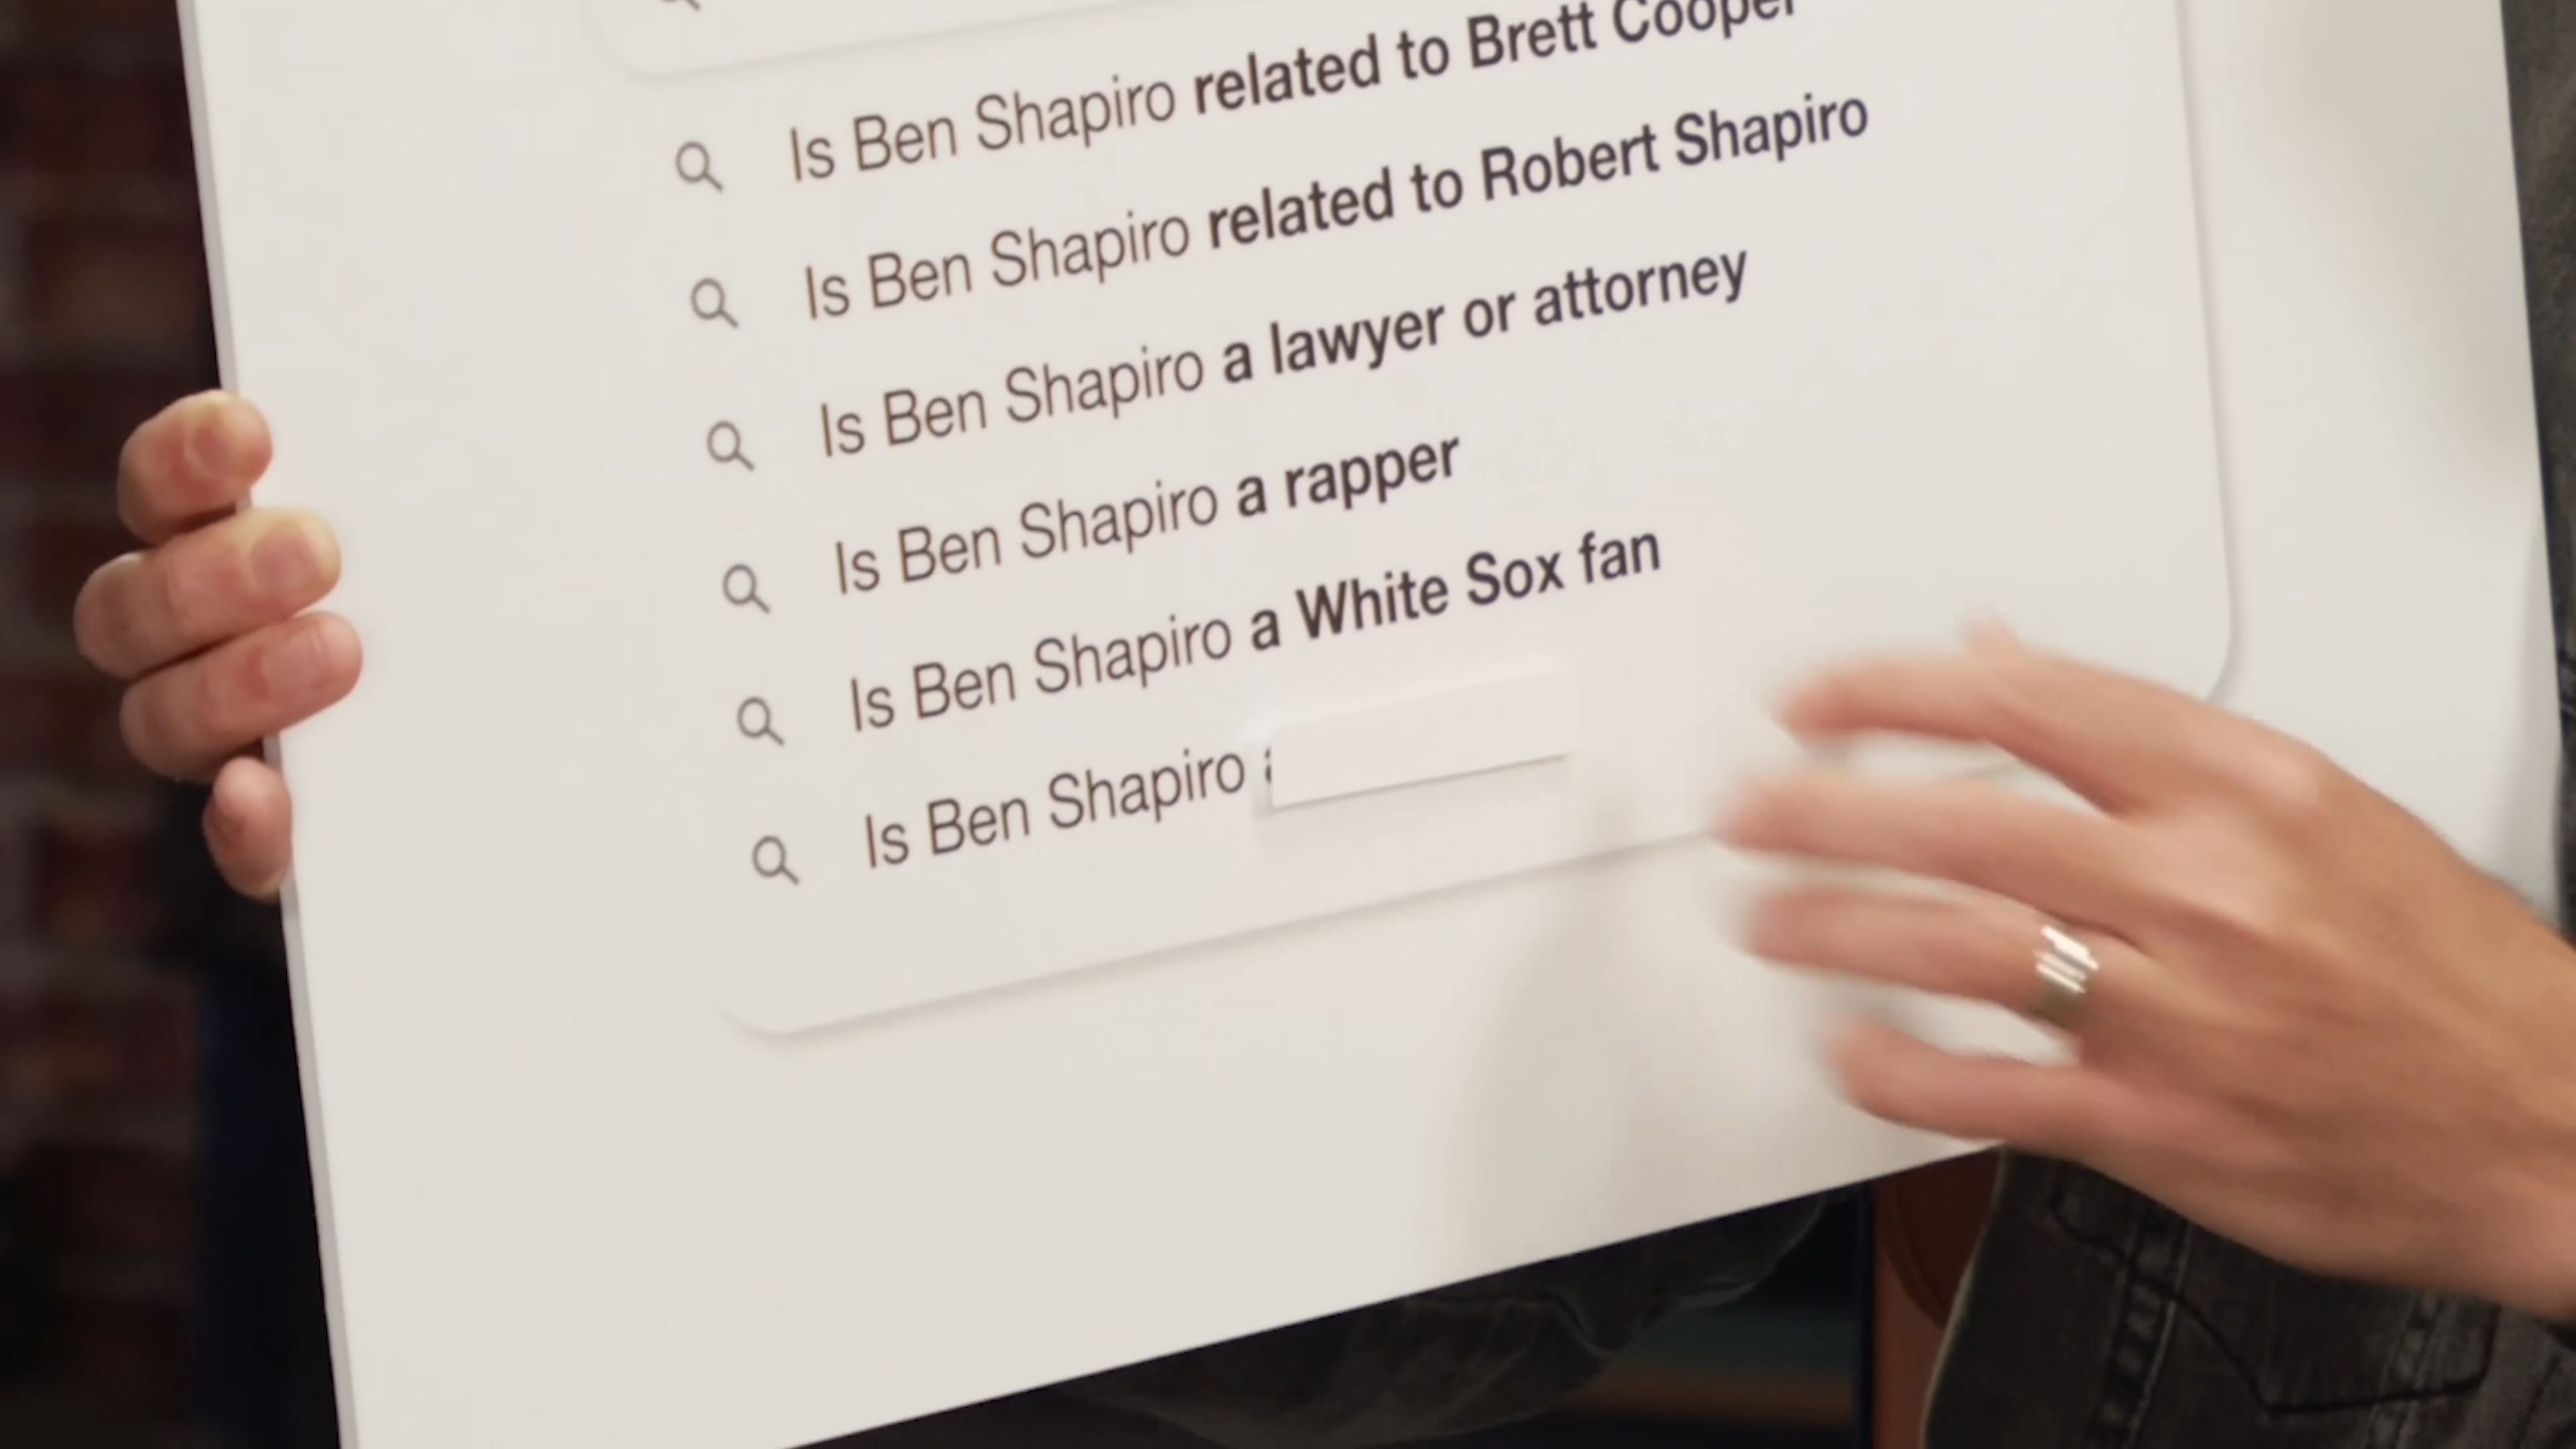 Is Ben Shapiro related to Brett Cooper
Is Ben Shapiro related to Robert Shapiro
Is Ben Shapiro a lawyer or attorney
Is Ben Shapiro a rapper
Is Ben Shapiro a White Sox fan
Is Ben Shapiro